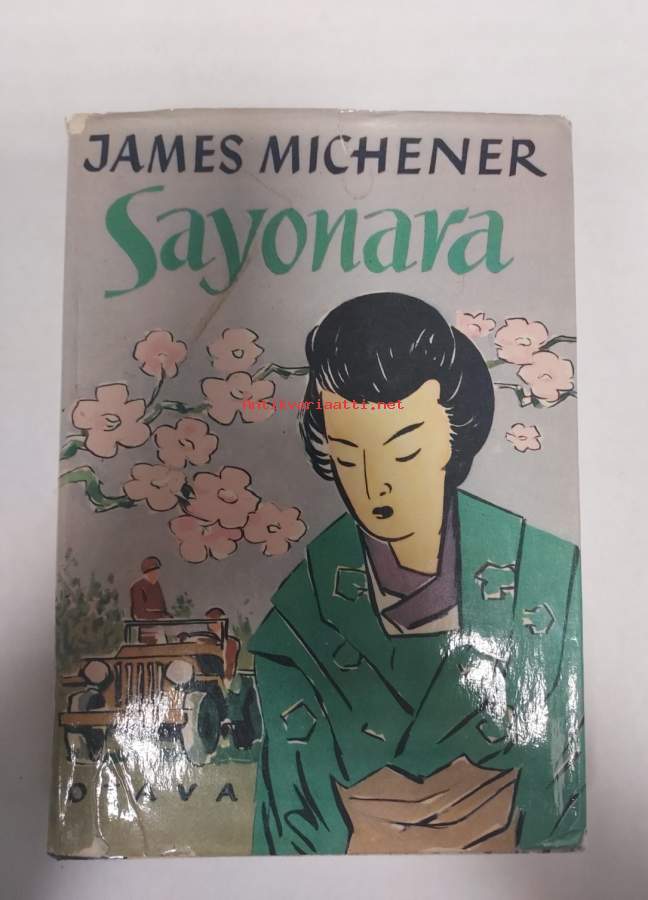 JAMES MICHENER
Sayonara
Antikvariaatti.net
OTAVA